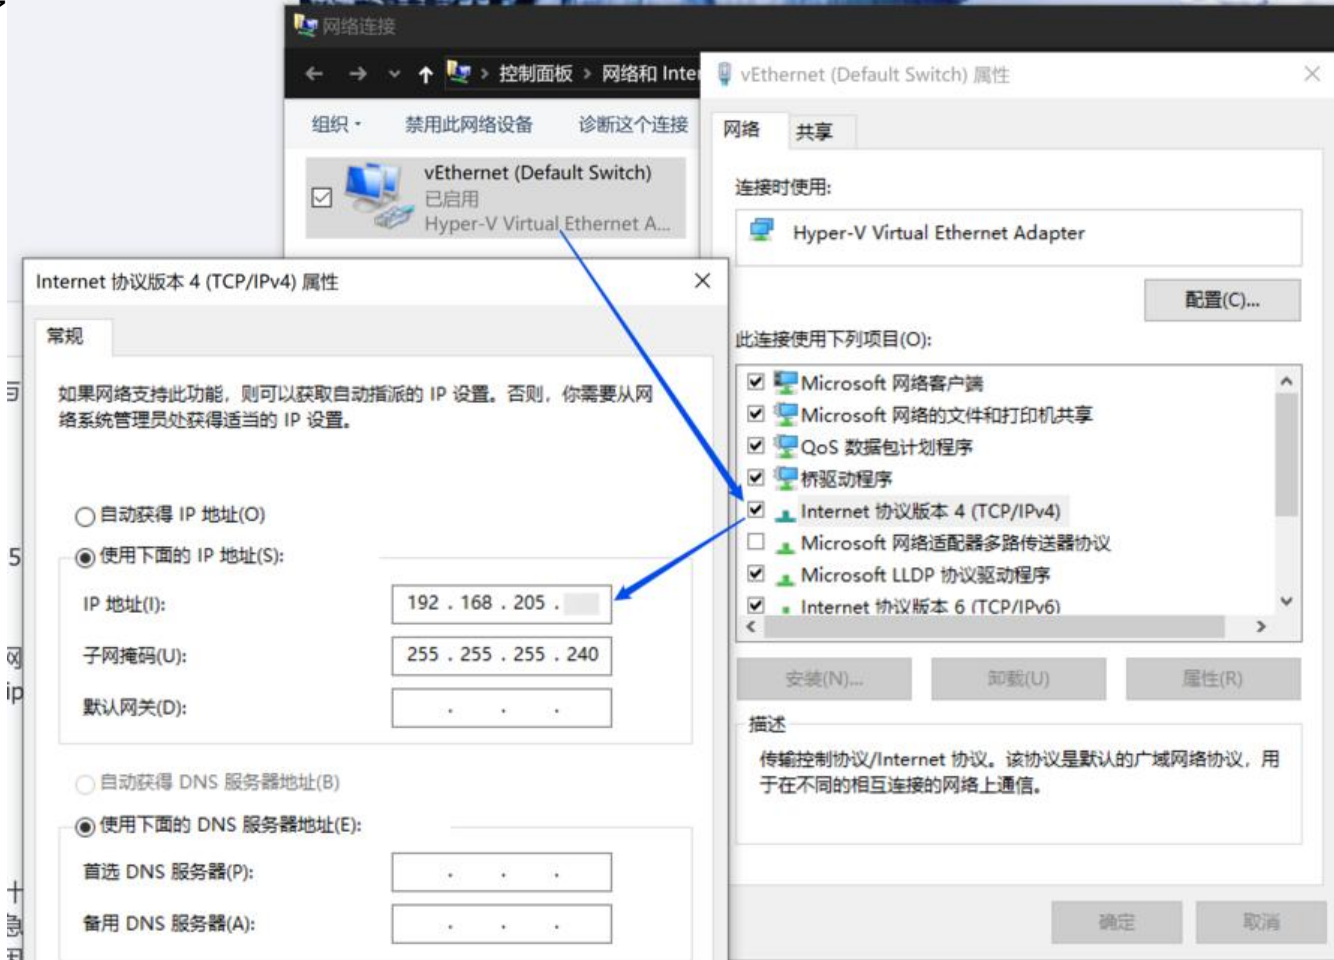 网络连接
控制面板 > 网络和 Inter
组织
禁用此网络设备
诊断这个连接
vEthernet (Default Switch)
已启用
Hyper-V Virtual Ethernet A...
vEthernet (Default Switch) 属性
网络
共享
连接时使用:
Hyper-V Virtual Ethernet Adapter
配置(C)...
此连接使用下列项目(O):
Microsoft 网络客户端
Microsoft 网络的文件和打印机共享
QoS 数据包计划程序
桥驱动程序
Internet 协议版本 4 (TCP/IPv4)
Microsoft 网络适配器多路传送器协议
Microsoft LLDP 协议驱动程序
Internet 协议版本 6 (TCP/IPv6)
安装(N)...
卸载(U)
属性(R)
描述
传输控制协议/Internet 协议。该协议是默认的广域网络协议，用
于在不同的相互连接的网络上通信。
确定
取消
Internet 协议版本 4 (TCP/IPv4) 属性
常规
如果网络支持此功能，则可以获取自动指派的 IP 设置。否则，你需要从网
络系统管理员处获得适当的 IP 设置。
自动获得 IP 地址(O)
使用下面的 IP 地址(S):
IP 地址(I):
192 . 168 . 205 .
子网掩码(U):
255 . 255 . 255 . 240
默认网关(D):
. . .
自动获得 DNS 服务器地址(B)
使用下面的 DNS 服务器地址(E):
首选 DNS 服务器(P):
. . .
备用 DNS 服务器(A):
. . .
5
网
ip